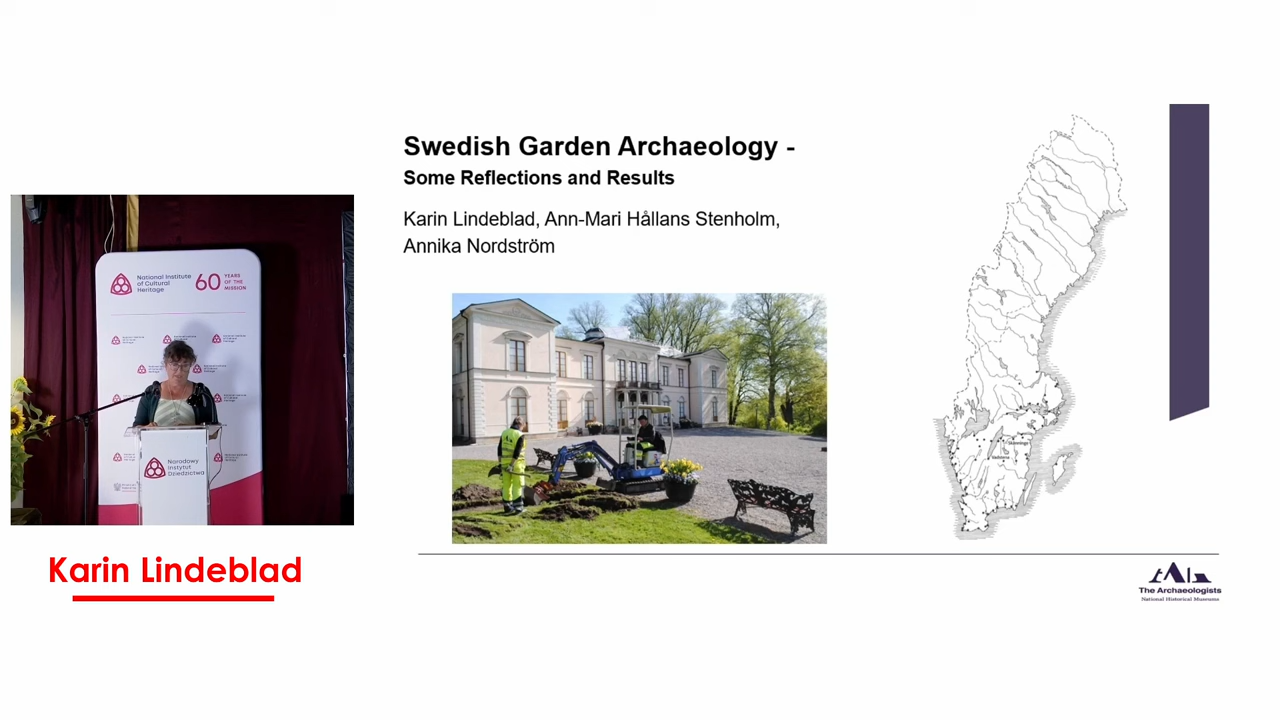 Swedish Garden Archaeology -
Some Reflections and Results
Karin Lindeblad, Ann-Mari Hållans Stenholm,
Annika Nordström
National Institute
of Cultural
Heritage
60 YEARS
OF THE
MISSION
Narodowy
Instytut
Dziedzictwa
Karin Lindeblad
The Archaeologists
National Historical Museums